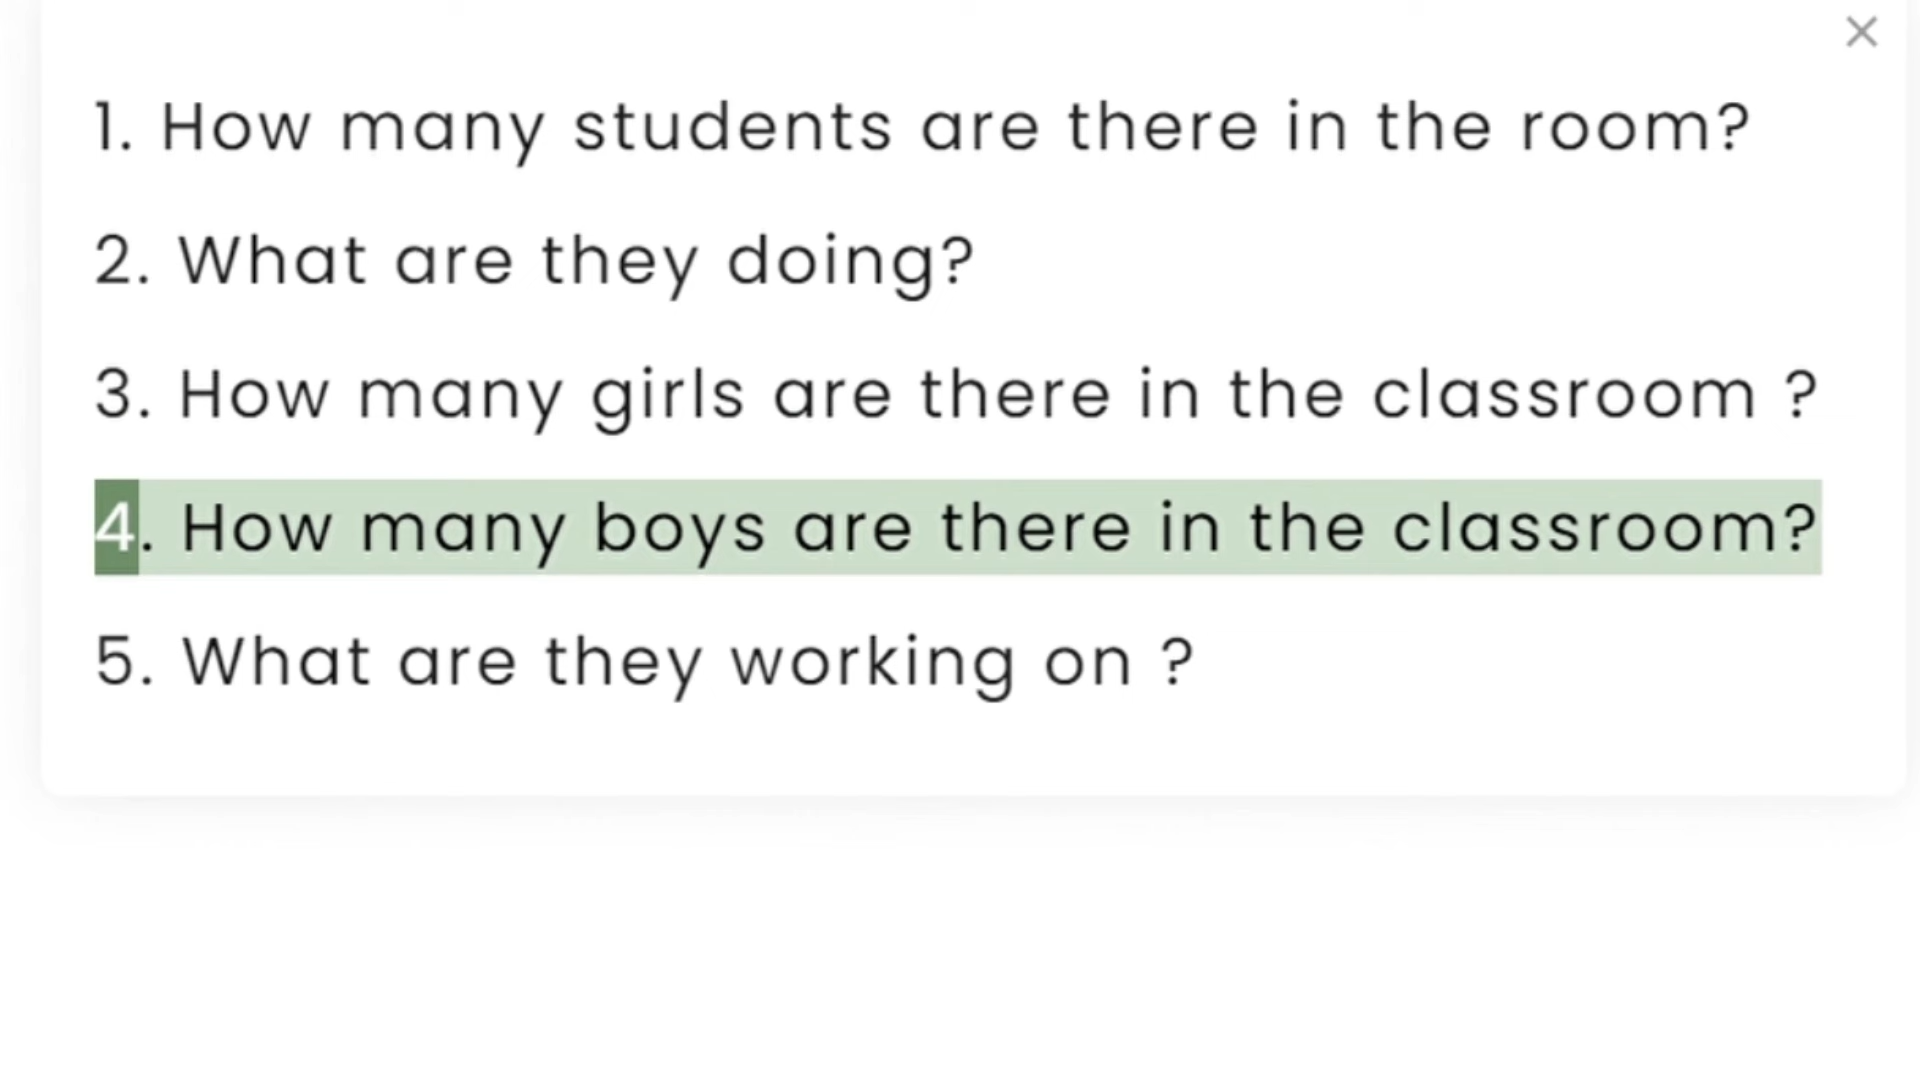 1. How many students are there in the room?
2. What are they doing?
3. How many girls are there in the classroom ?
4. How many boys are there in the classroom?
5. What are they working on ?